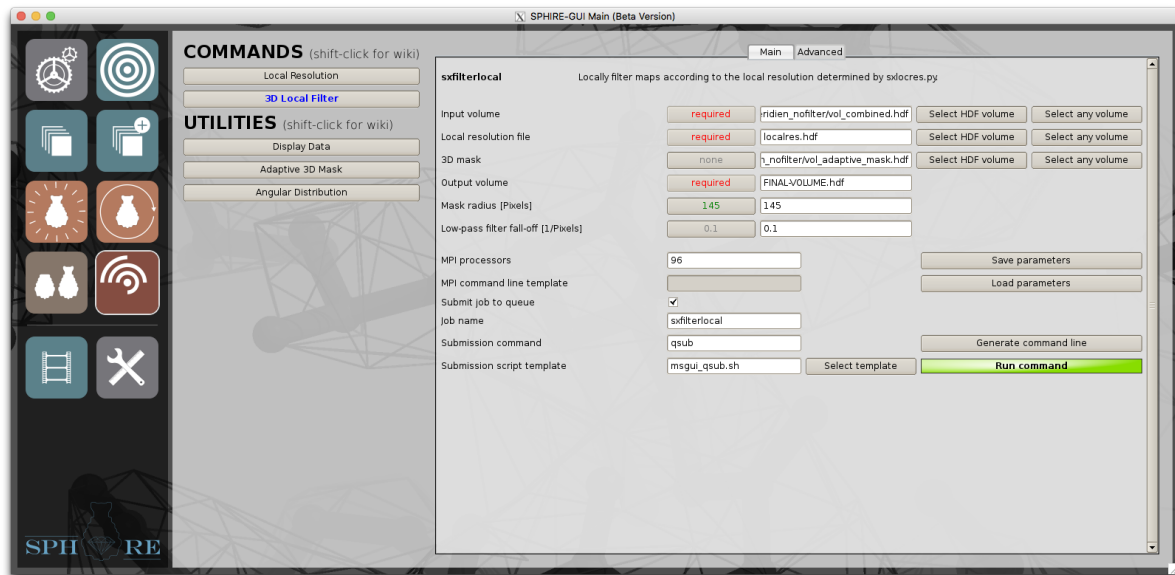 SPHIRE-GUI Main (Beta Version)
COMMANDS (shift-click for wiki)
Local Resolution
3D Local Filter
UTILITIES (shift-click for wiki)
Display Data
Adaptive 3D Mask
Angular Distribution
SPH RE
Main Advanced
sxfilterlocal Locally filter maps according to the local resolution determined by sxlocres.py.
Input volume required ridien_nofilter/vol_combined.hdf Select HDF volume Select any volume
Local resolution file required localres.hdf Select HDF volume Select any volume
3D mask none n_nofilter/vol_adaptive_mask.hdf Select HDF volume Select any volume
Output volume required FINAL-VOLUME.hdf
Mask radius [Pixels] 145 145
Low-pass filter fall-off [1/Pixels] 0.1 0.1
MPI processors 96 Save parameters
MPI command line template Load parameters
Submit job to queue
Job name sxfilterlocal
Submission command qsub Generate command line
Submission script template msgui_qsub.sh Select template Run command